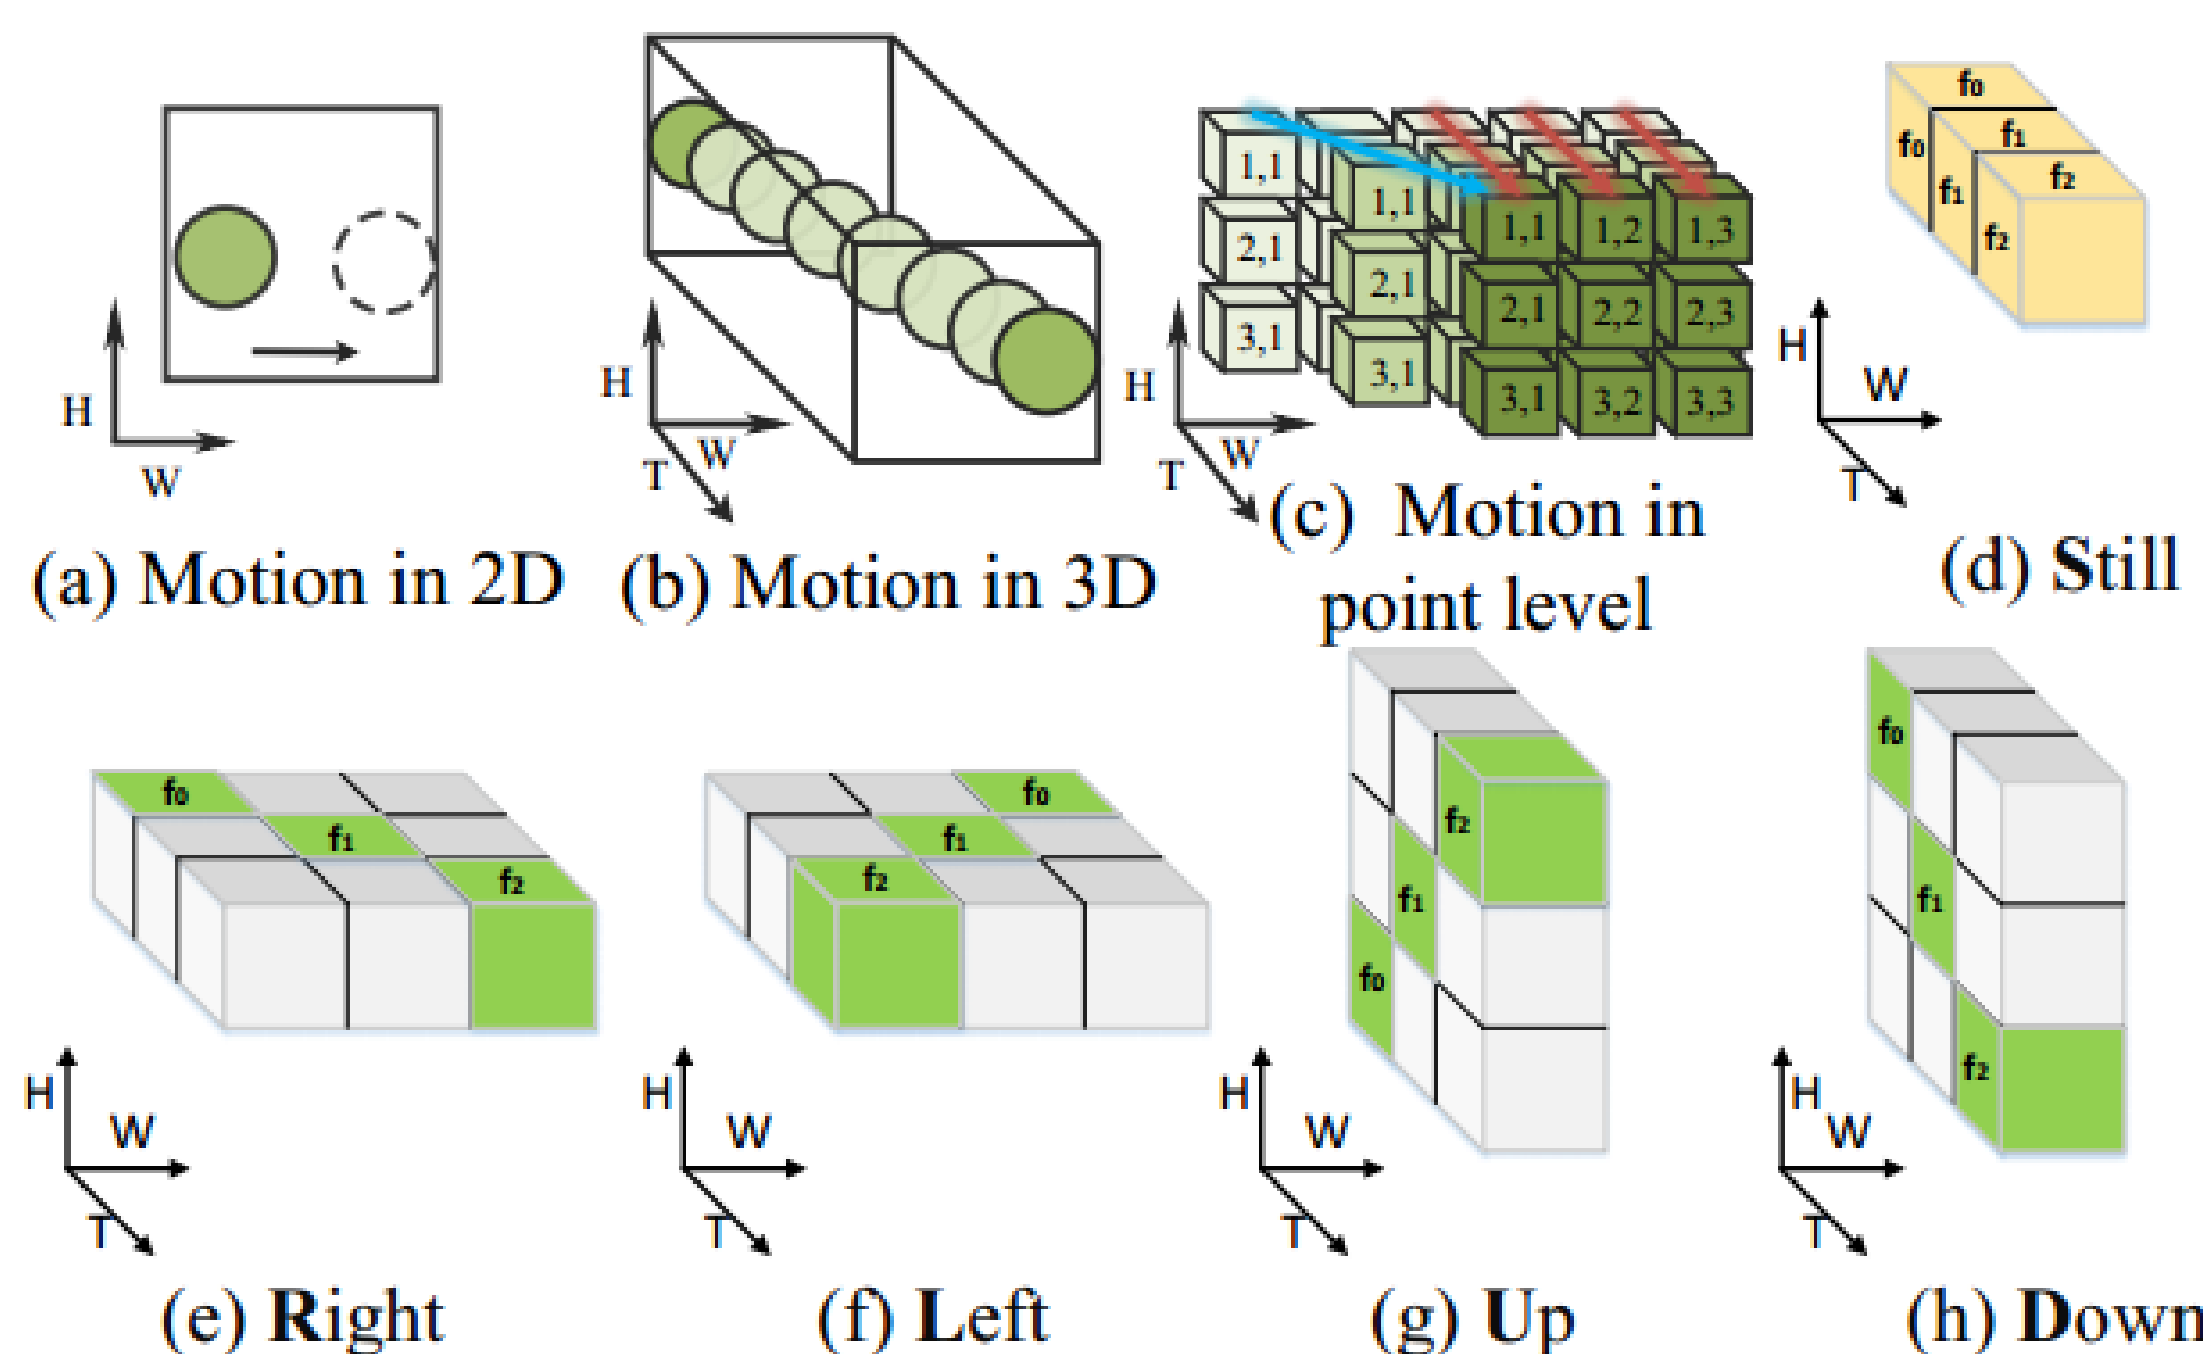 H
W
(a) Motion in 2D
H
W
T
(b) Motion in 3D
1,1
2,1
3,1
1,1
2,1
3,1
1,1 1,2 1,3
2,1 2,2 2,3
3,1 3,2 3,3
H
W
T
(c) Motion in
point level
f0
f1
f2
f0
f1
f2
H
W
T
(d) Still
f0
f1
f2
H
W
T
(e) Right
f0
f1
f2
H
W
T
(f) Left
f2
f1
f0
H
W
T
(g) Up
f0
f1
f2
H
W
T
(h) Down